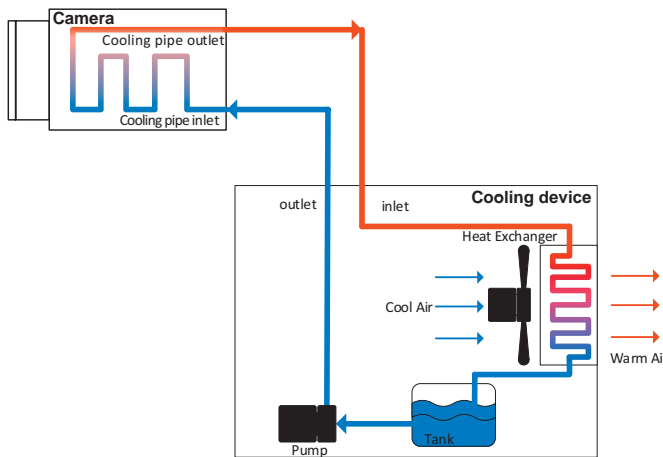 Camera
Cooling pipe outlet
Cooling pipe inlet
Cooling device
outlet
inlet
Heat Exchanger
Cool Air
Warm Ai
Tank
Pump